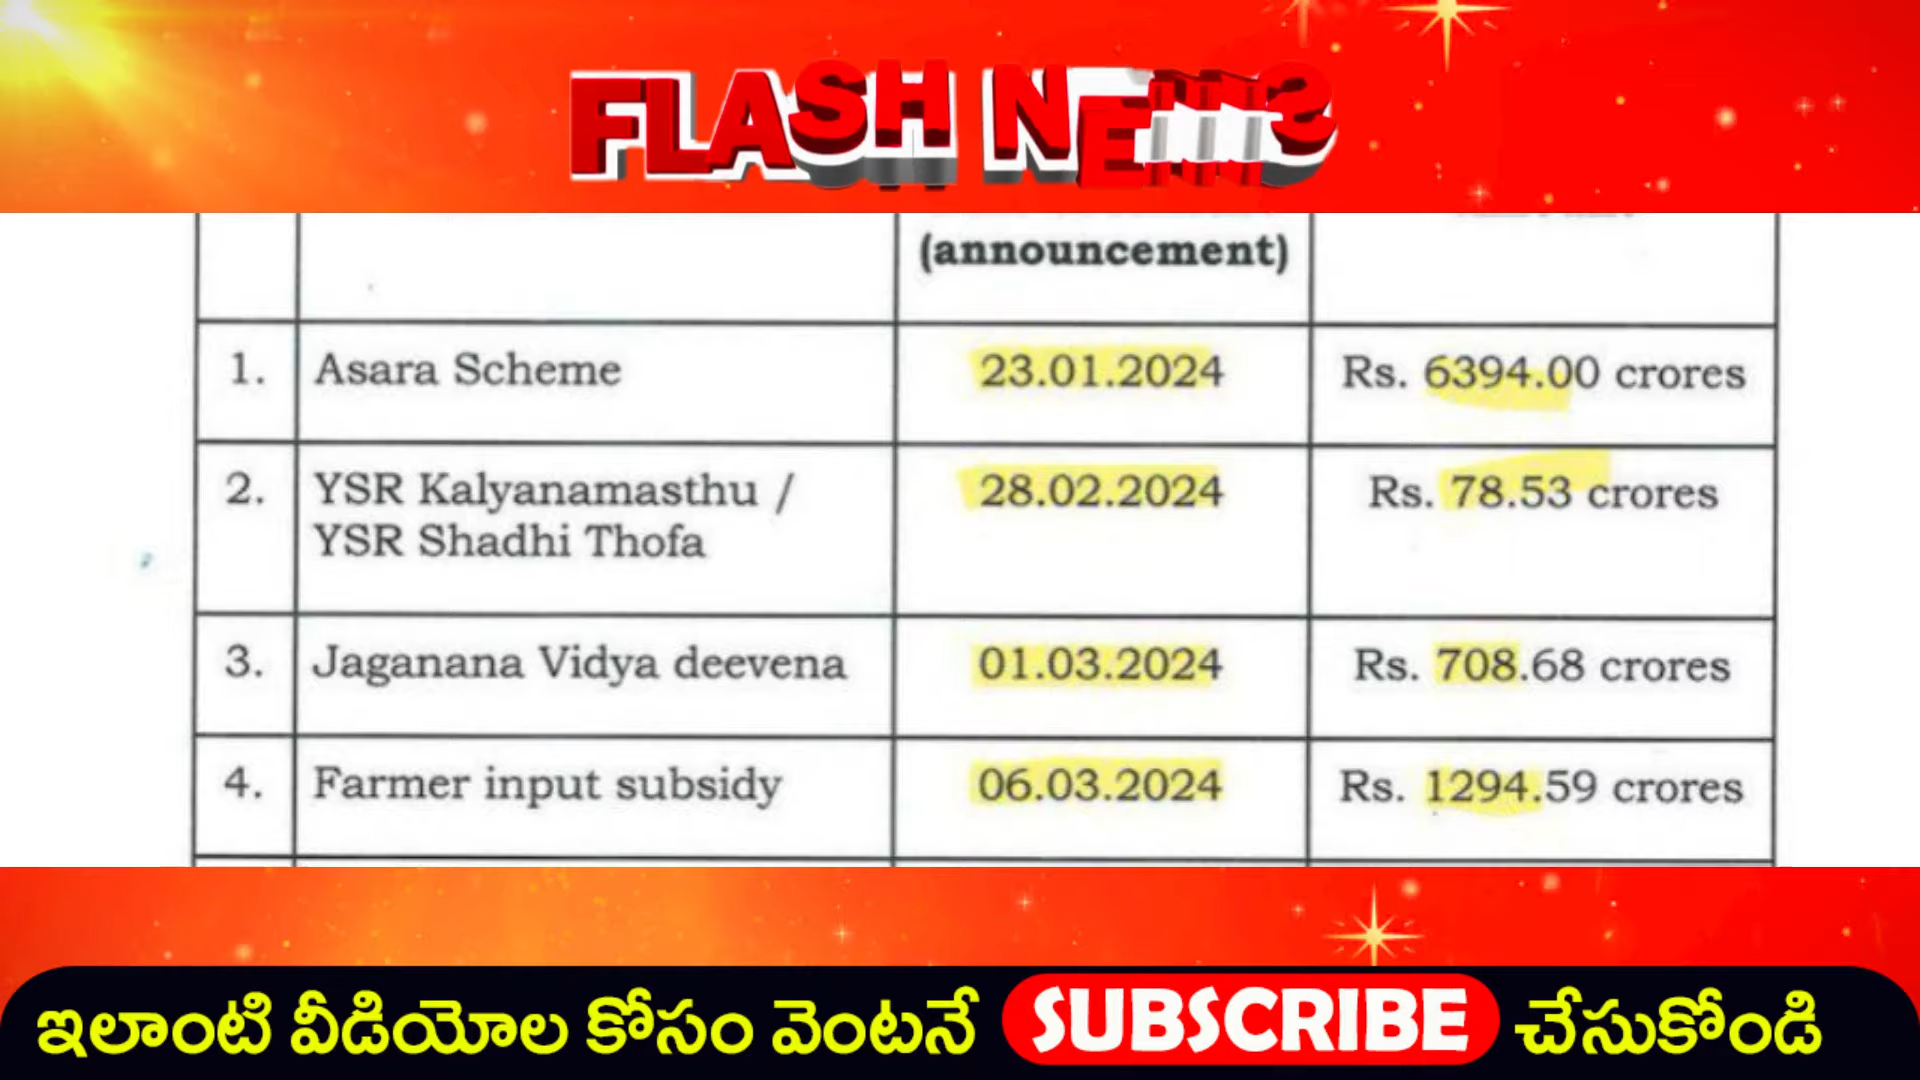 FLASH NEWS
(announcement)
1. Asara Scheme 23.01.2024 Rs. 6394.00 crores
2. YSR Kalyanamasthu / 28.02.2024 Rs. 78.53 crores
YSR Shadhi Thofa
3. Jaganana Vidya deevena 01.03.2024 Rs. 708.68 crores
4. Farmer input subsidy 06.03.2024 Rs. 1294.59 crores
ఇలాంటి వీడియోల కోసం వెంటనే SUBSCRIBE చేసుకోండి